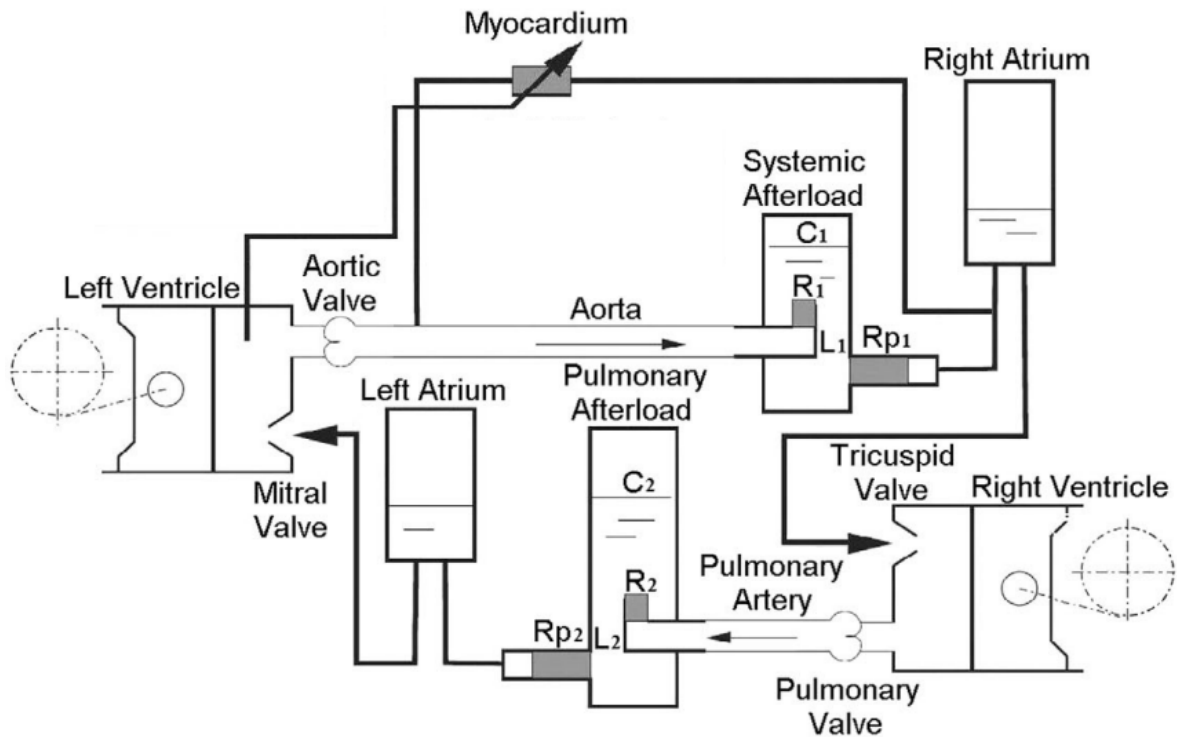 Myocardium
Right Atrium
Systemic
Afterload
C1
R1
L1
Rp1
Left Ventricle
Aortic
Valve
Aorta
Left Atrium
Pulmonary
Afterload
Mitral
Valve
C2
R2
Rp2
L2
Pulmonary
Artery
Tricuspid
Valve
Right Ventricle
Pulmonary
Valve